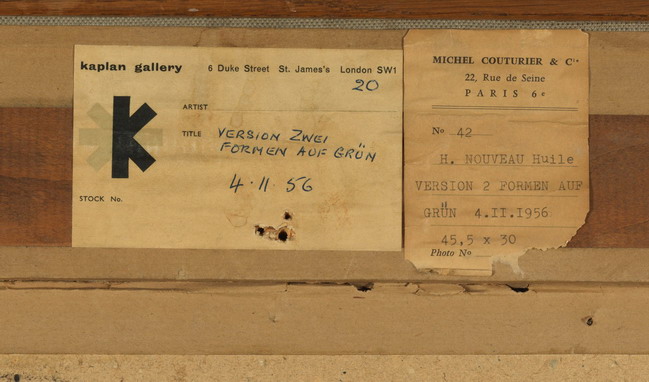 kaplan gallery 6 Duke Street St. James's London SW1
20
ARTIST
TITLE VERSION ZWEI
FORMEN AUF GRÜN
4.11.56
STOCK No.
MICHEL COUTURIER & Cie
22, Rue de Seine
PARIS 6e
No 42
H. NOUVEAU Huile
VERSION 2 FORMEN AUF
GRÜN 4.II.1956
45,5 x 30
Photo No